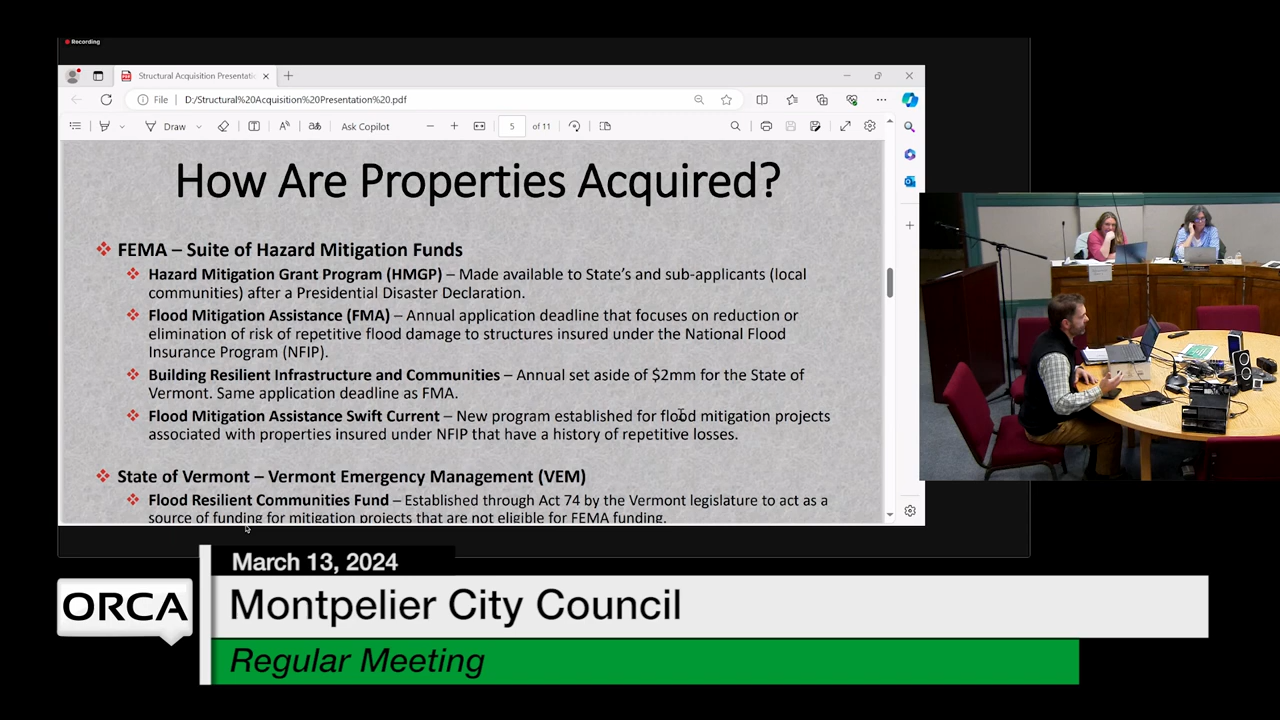 Recording
Structural Acquisition Presentatic
File
D:/Structural%20Acquisition%20Presentation%20.pdf
Draw
Ask Copilot
5
of 11
How Are Properties Acquired?
FEMA – Suite of Hazard Mitigation Funds
Hazard Mitigation Grant Program (HMGP) – Made available to State's and sub-applicants (local
communities) after a Presidential Disaster Declaration.
Flood Mitigation Assistance (FMA) – Annual application deadline that focuses on reduction or
elimination of risk of repetitive flood damage to structures insured under the National Flood
Insurance Program (NFIP).
Building Resilient Infrastructure and Communities – Annual set aside of $2mm for the State of
Vermont. Same application deadline as FMA.
Flood Mitigation Assistance Swift Current – New program established for flood mitigation projects
associated with properties insured under NFIP that have a history of repetitive losses.
State of Vermont – Vermont Emergency Management (VEM)
Flood Resilient Communities Fund – Established through Act 74 by the Vermont legislature to act as a
source of funding for mitigation projects that are not eligible for FEMA funding.
March 13, 2024
ORCA
Montpelier City Council
Regular Meeting